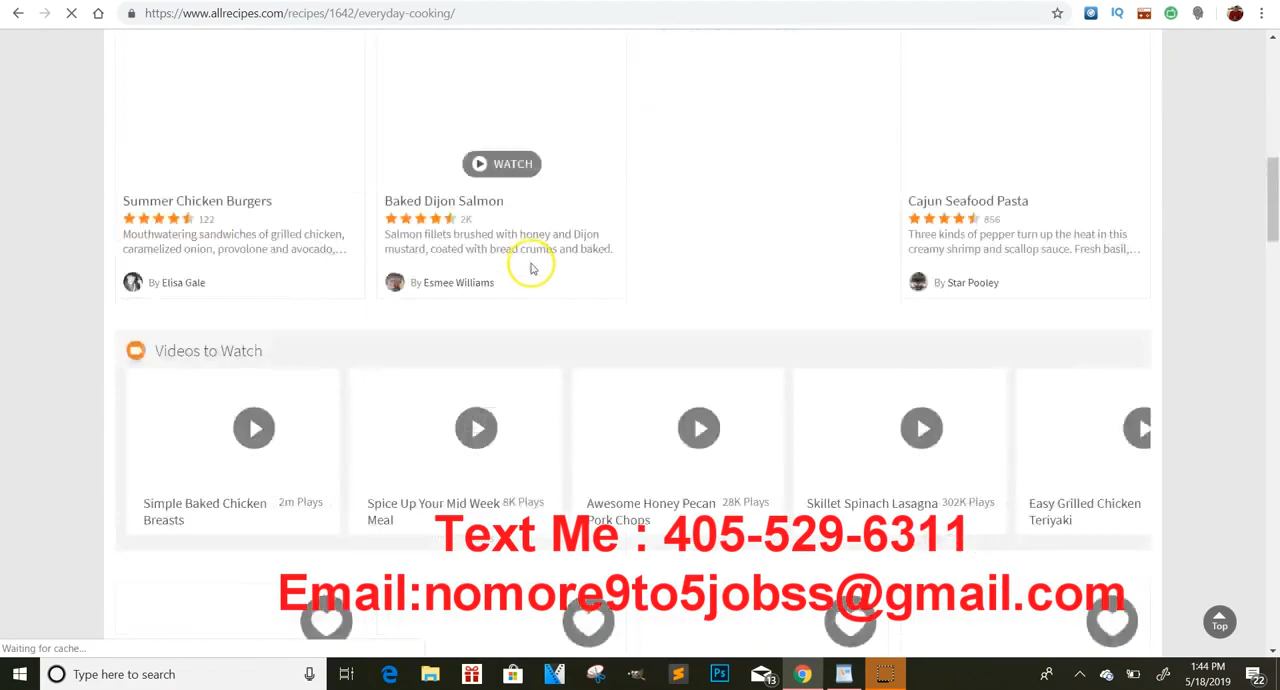 https://www.allrecipes.com/recipes/1642/everyday-cooking/
IQ
WATCH
Summer Chicken Burgers
122
Mouthwatering sandwiches of grilled chicken,
caramelized onion, provolone and avocado,...
By Elisa Gale
Baked Dijon Salmon
2K
Salmon fillets brushed with honey and Dijon
mustard, coated with bread crumbs and baked.
By Esmee Williams
Cajun Seafood Pasta
856
Three kinds of pepper turn up the heat in this
creamy shrimp and scallop sauce. Fresh basil,...
By Star Pooley
Videos to Watch
Simple Baked Chicken
Breasts
2m Plays
Spice Up Your Mid Week
Meal
8K Plays
Awesome Honey Pecan
Pork Chops
28K Plays
Skillet Spinach Lasagna
302K Plays
Easy Grilled Chicken
Teriyaki
Text Me : 405-529-6311
Email:nomore9to5jobss@gmail.com
Top
Waiting for cache...
Type here to search
Ps
13
1:44 PM
5/18/2019
22